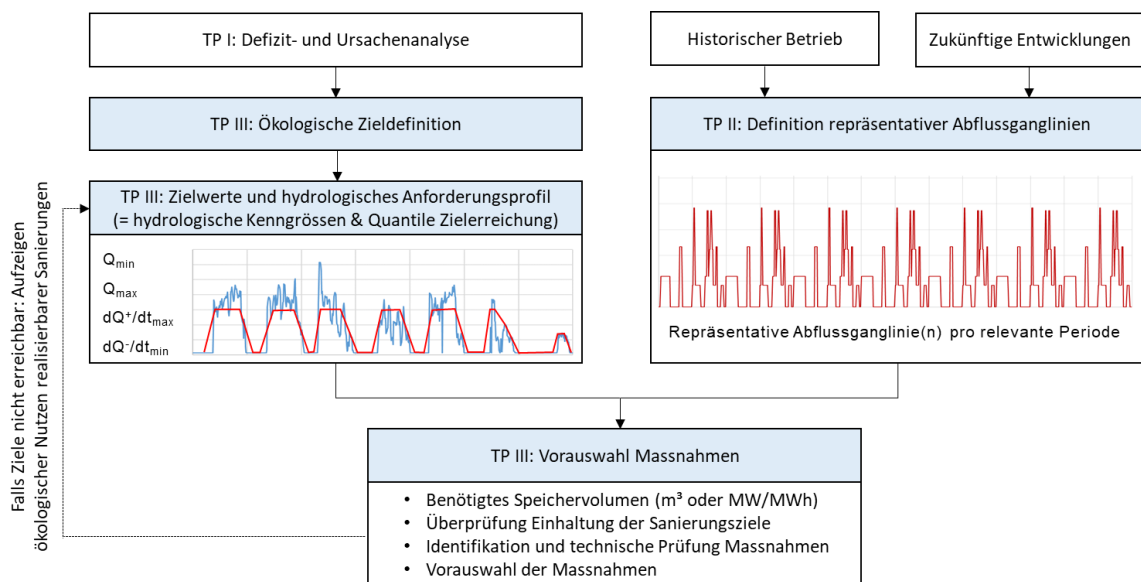 TP I: Defizit- und Ursachenanalyse
Historischer Betrieb
Zukünftige Entwicklungen
TP III: Ökologische Zieldefinition
TP II: Definition repräsentativer Abflussganglinien
TP III: Zielwerte und hydrologisches Anforderungsprofil
(= hydrologische Kenngrössen & Quantile Zielerreichung)
Qmin
Qmax
dQ⁺/dtmax
dQ⁻/dtmin
Repräsentative Abflussganglinie(n) pro relevante Periode
Falls Ziele nicht erreichbar: Aufzeigen
ökologischer Nutzen realisierbarer Sanierungen
TP III: Vorauswahl Massnahmen
• Benötigtes Speichervolumen (m³ oder MW/MWh)
• Überprüfung Einhaltung der Sanierungsziele
• Identifikation und technische Prüfung Massnahmen
• Vorauswahl der Massnahmen